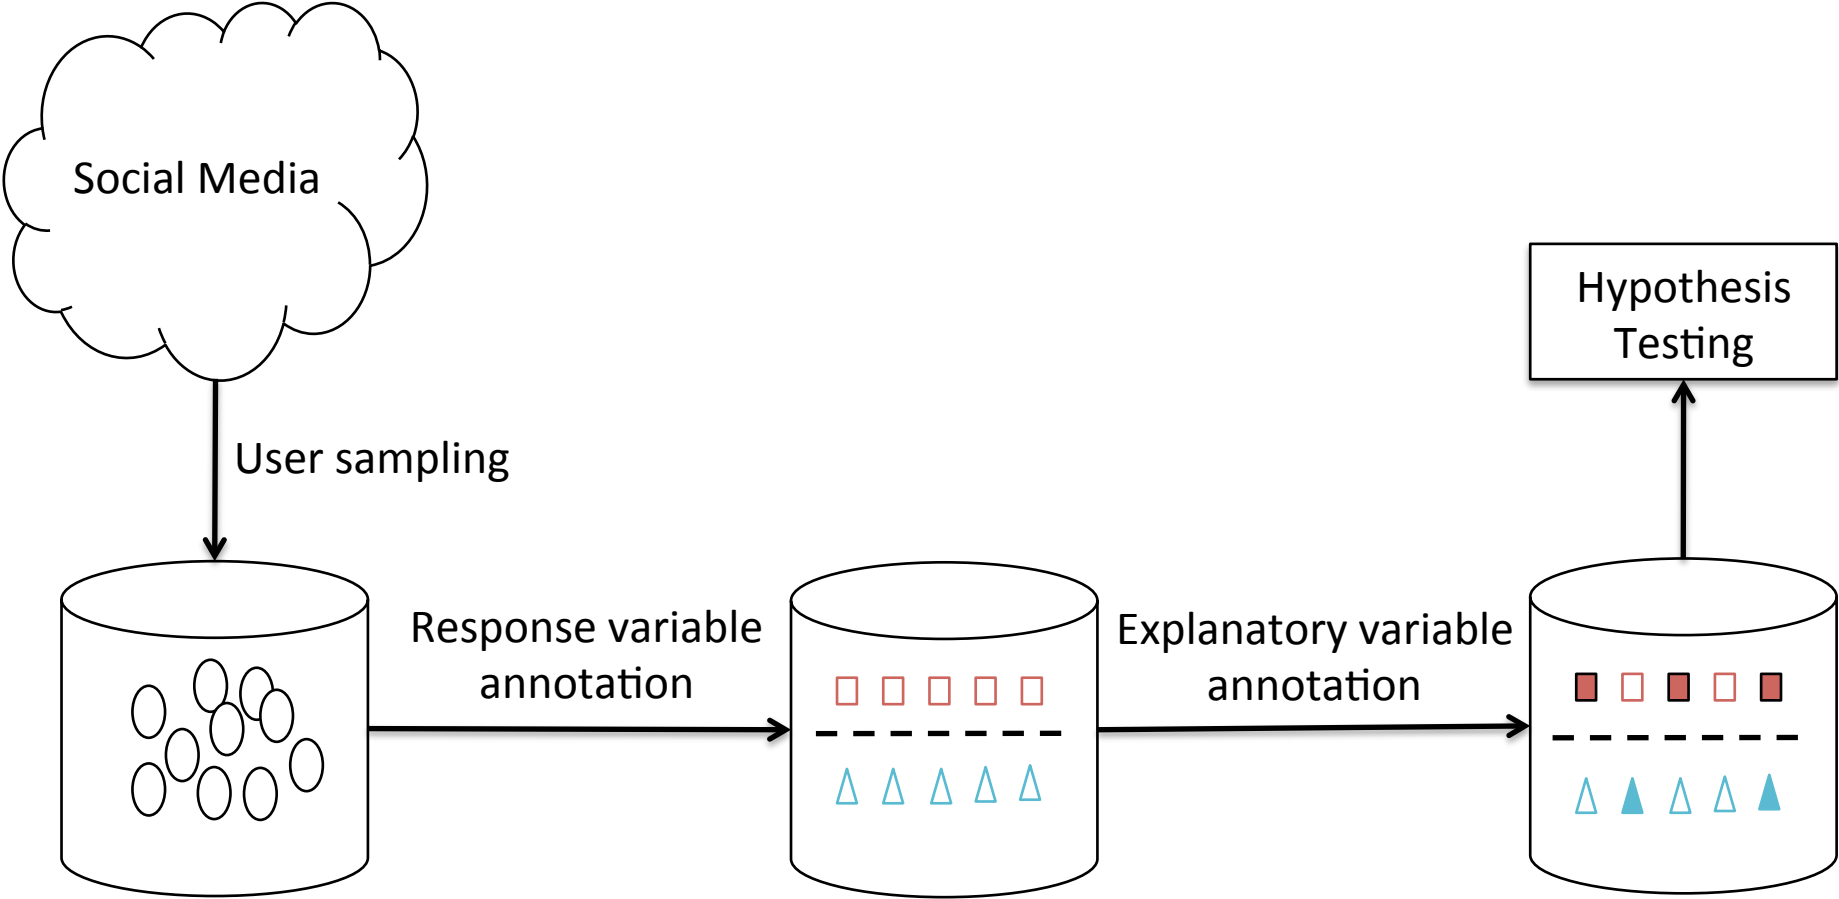 Social Media
User sampling
Response variable
annotation
Explanatory variable
annotation
Hypothesis
Testing